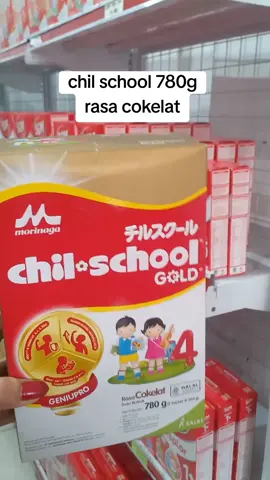 chil school 780g
rasa cokelat
morinaga
チルスクール
chil school
GOLD
GENIUPRO
4
Rasa Cokelat
780 g
HALAL
KALBE